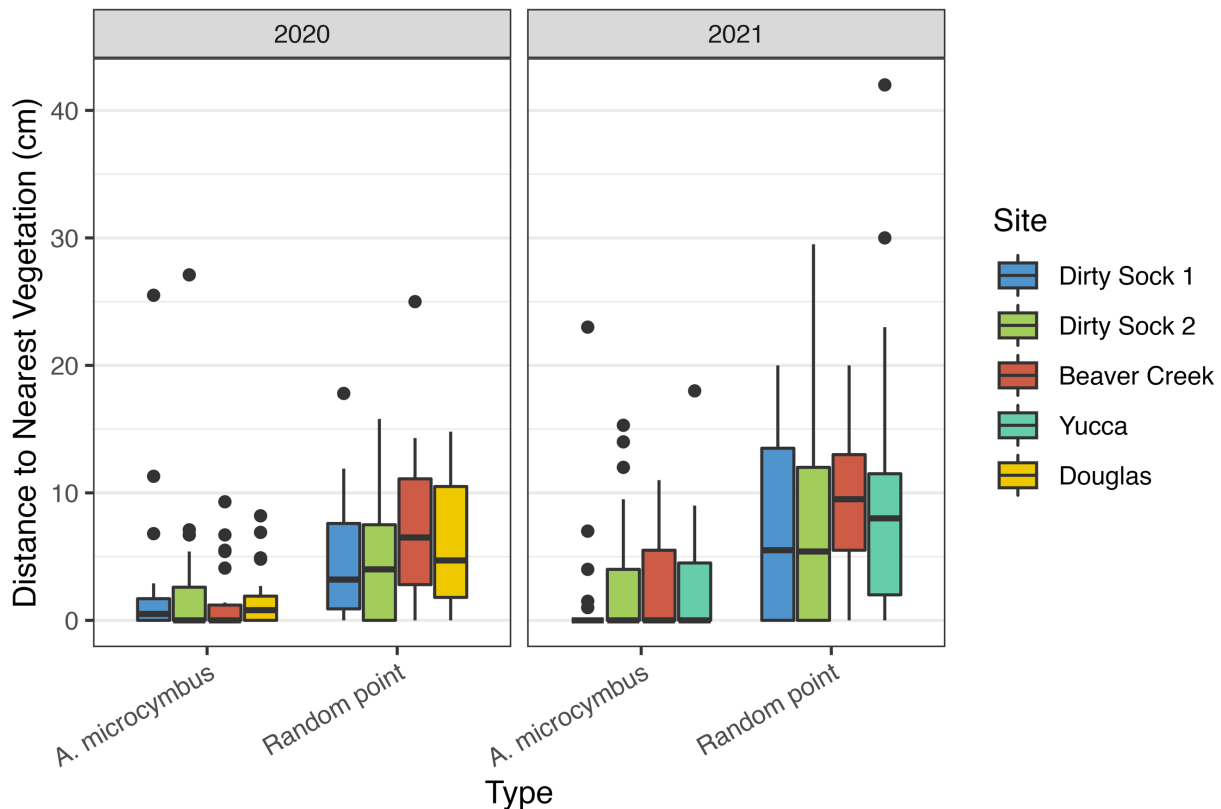 2020
2021
Distance to Nearest Vegetation (cm)
40
30
20
10
0
A. microcymbus
Random point
A. microcymbus
Random point
Type
Site
Dirty Sock 1
Dirty Sock 2
Beaver Creek
Yucca
Douglas